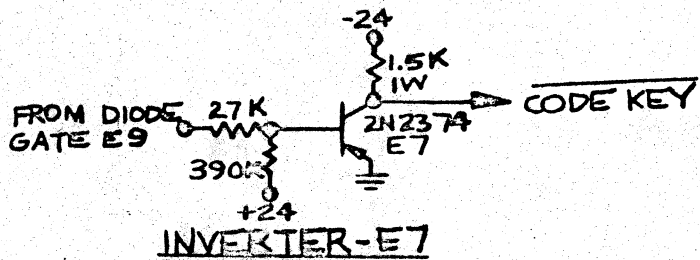 -24
1.5K
1W
FROM DIODE 27K
GATE E9
CODE KEY
2N2374
E7
390K
+24
INVERTER-E7